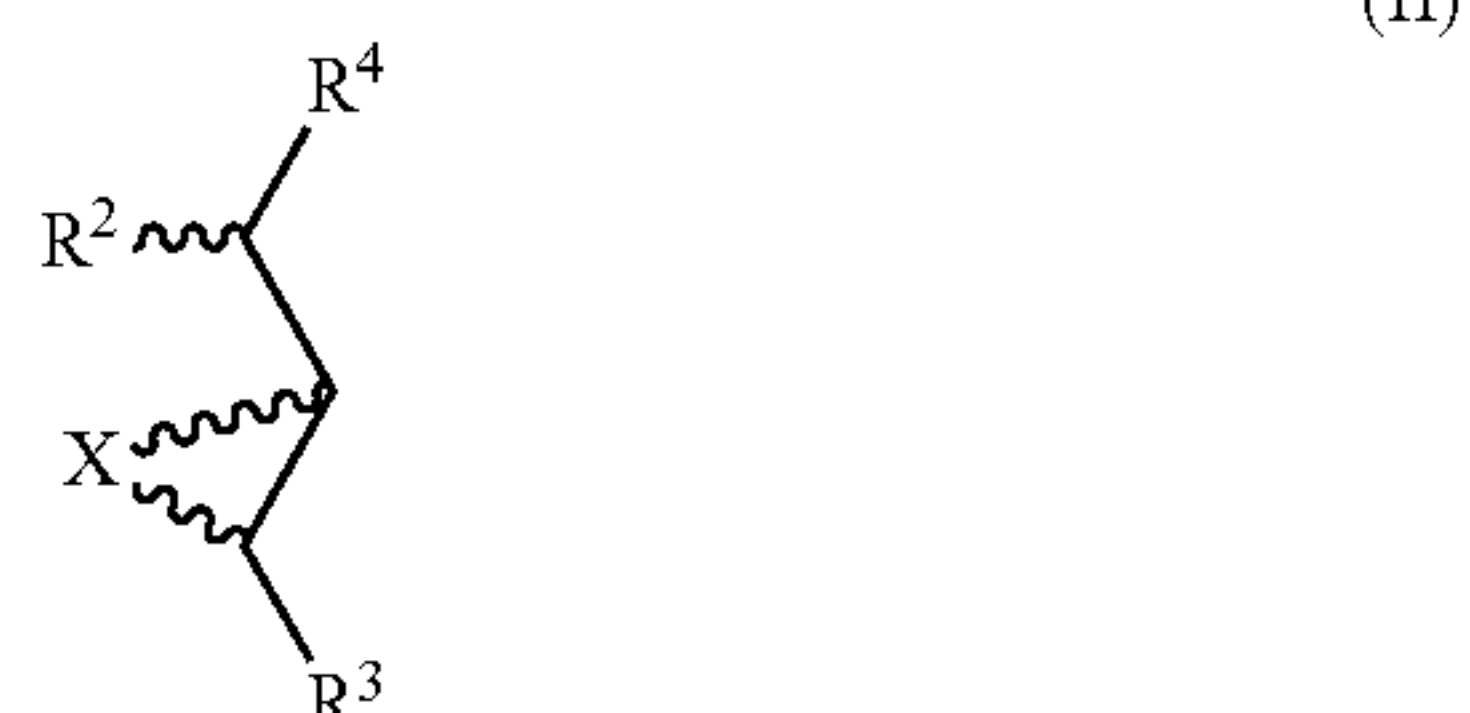 (II)
R⁴
R²
X
R³